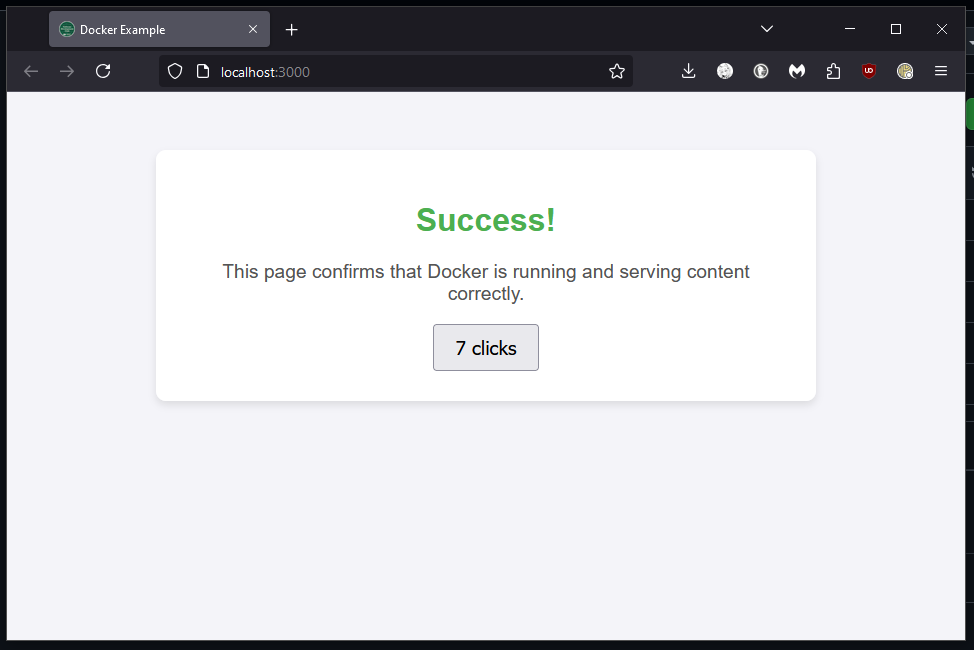 Docker Example
localhost:3000
Success!
This page confirms that Docker is running and serving content
correctly.
7 clicks